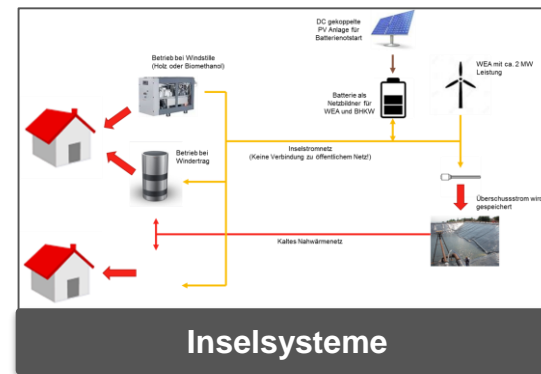 DC gekoppelte
PV Anlage für
Batterienotstart
Betrieb bei Windstille
(Holz oder Biomethanol)
WEA mit ca. 2 MW
Leistung
Batterie als
Netzbildner für
WEA und BHKW
Betrieb bei
Windertrag
Inselstromnetz
(Keine Verbindung zu öffentlichem Netz!)
Überschussstrom wird
gespeichert
Kaltes Nahwärmenetz
Inselsysteme